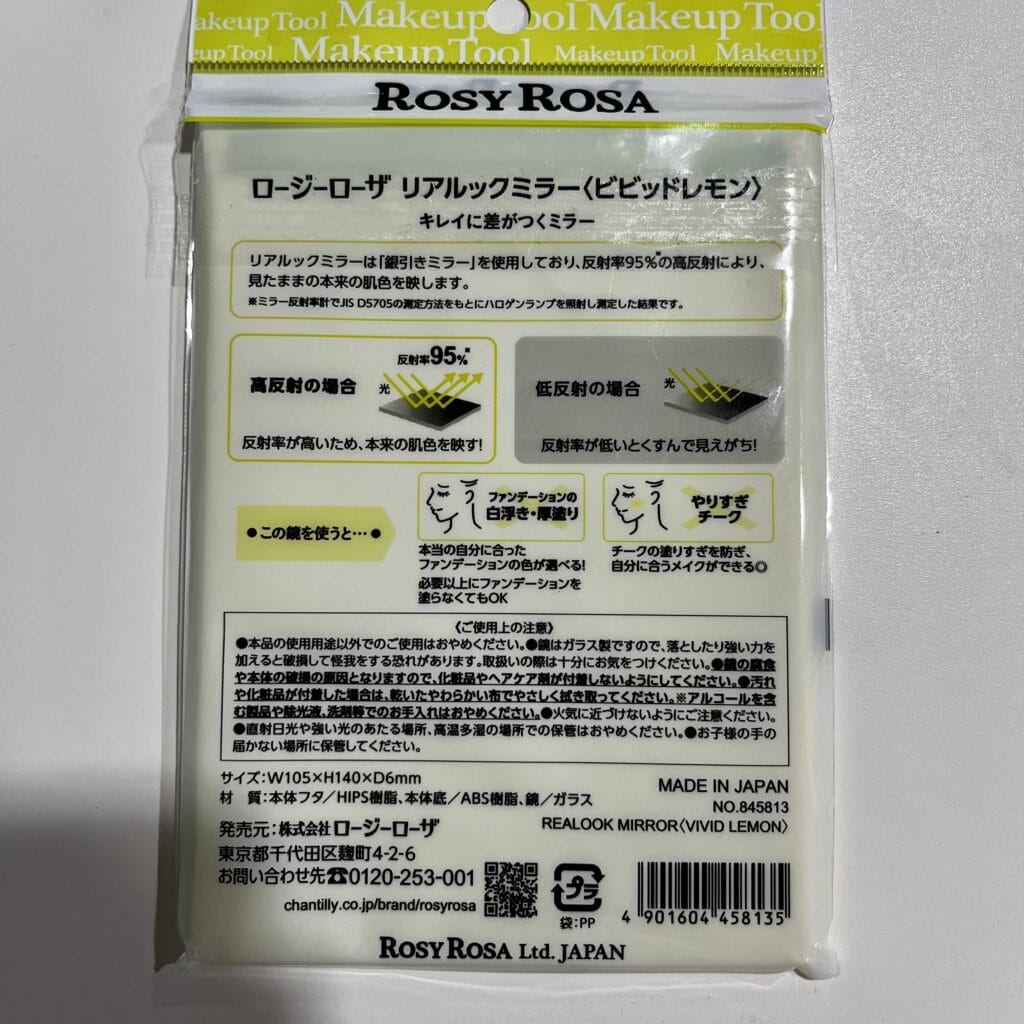 akeup Tool Makeup Tool Makeup Tool
eup Tool Makeup Tool Makeup Tool Makeup
ROSY ROSA
ロージーローザ リアルックミラー〈ビビッドレモン〉
キレイに差がつくミラー
リアルックミラーは「銀引きミラー」を使用しており、反射率95%*の高反射により、
見たままの本来の肌色を映します。
※ミラー反射率計でJIS D5705の測定方法をもとにハロゲンランプを照射し測定した結果です。
反射率95%*
高反射の場合
光
反射率が高いため、本来の肌色を映す!
低反射の場合
光
反射率が低いとくすんで見えがち!
●この鏡を使うと…●
ファンデーションの
白浮き・厚塗り
本当の自分に合った
ファンデーションの色が選べる!
必要以上にファンデーションを
塗らなくてもOK
やりすぎ
チーク
チークの塗りすぎを防ぎ、
自分に合うメイクができる◎
《ご使用上の注意》
●本品の使用用途以外でのご使用はおやめください。●鏡はガラス製ですので、落としたり強い力を
加えると破損して怪我をする恐れがあります。取扱いの際は十分にお気をつけください。●鏡の腐食
や本体の破損の原因となりますので、化粧品やヘアケア剤が付着しないようにしてください。●汚れ
や化粧品が付着した場合は、乾いたやわらかい布でやさしく拭き取ってください。※アルコールを含
む製品や除光液、洗剤等でのお手入れはおやめください。●火気に近づけないようにご注意ください。
●直射日光や強い光のあたる場所、高温多湿の場所での保管はおやめください。●お子様の手の
届かない場所に保管してください。
サイズ:W105×H140×D6mm
材 質:本体フタ/HIPS樹脂、本体底/ABS樹脂、鏡/ガラス
MADE IN JAPAN
NO.845813
REALOOK MIRROR〈VIVID LEMON〉
発売元:株式会社ロージーローザ
東京都千代田区麹町4-2-6
お問い合わせ先☎0120-253-001
chantilly.co.jp/brand/rosyrosa
プラ
袋:PP
4 901604 458135
ROSY ROSA Ltd. JAPAN